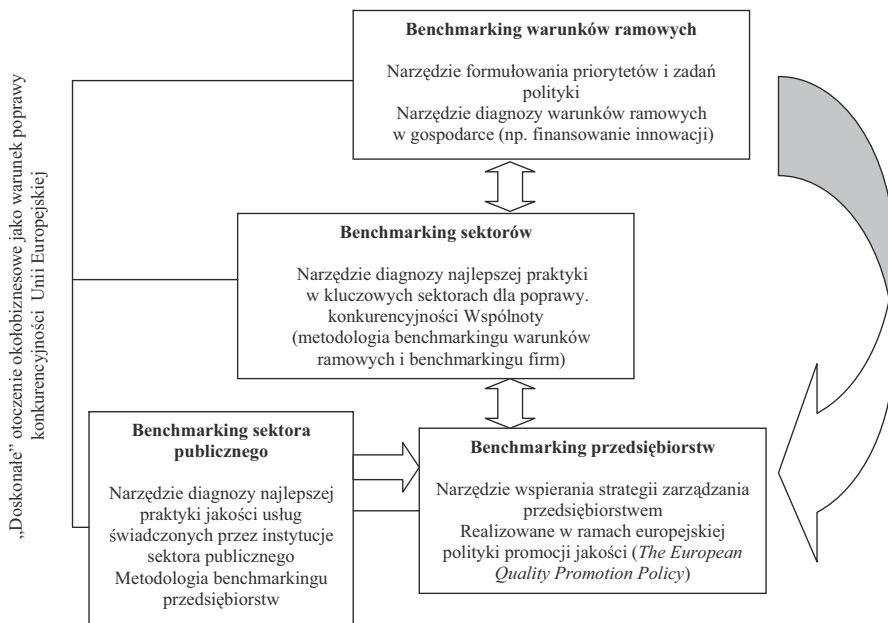 „Doskonałe” otoczenie okołobiznesowe jako warunek poprawy
konkurencyjności Unii Europejskiej
Benchmarking warunków ramowych
Narzędzie formułowania priorytetów i zadań
polityki
Narzędzie diagnozy warunków ramowych
w gospodarce (np. finansowanie innowacji)
Benchmarking sektorów
Narzędzie diagnozy najlepszej praktyki
w kluczowych sektorach dla poprawy.
konkurencyjności Wspólnoty
(metodologia benchmarkingu warunków
ramowych i benchmarkingu firm)
Benchmarking sektora
publicznego
Narzędzie diagnozy najlepszej
praktyki jakości usług
świadczonych przez instytucje
sektora publicznego
Metodologia benchmarkingu
przedsiębiorstw
Benchmarking przedsiębiorstw
Narzędzie wspierania strategii zarządzania
przedsiębiorstwem
Realizowane w ramach europejskiej
polityki promocji jakości (The European
Quality Promotion Policy)